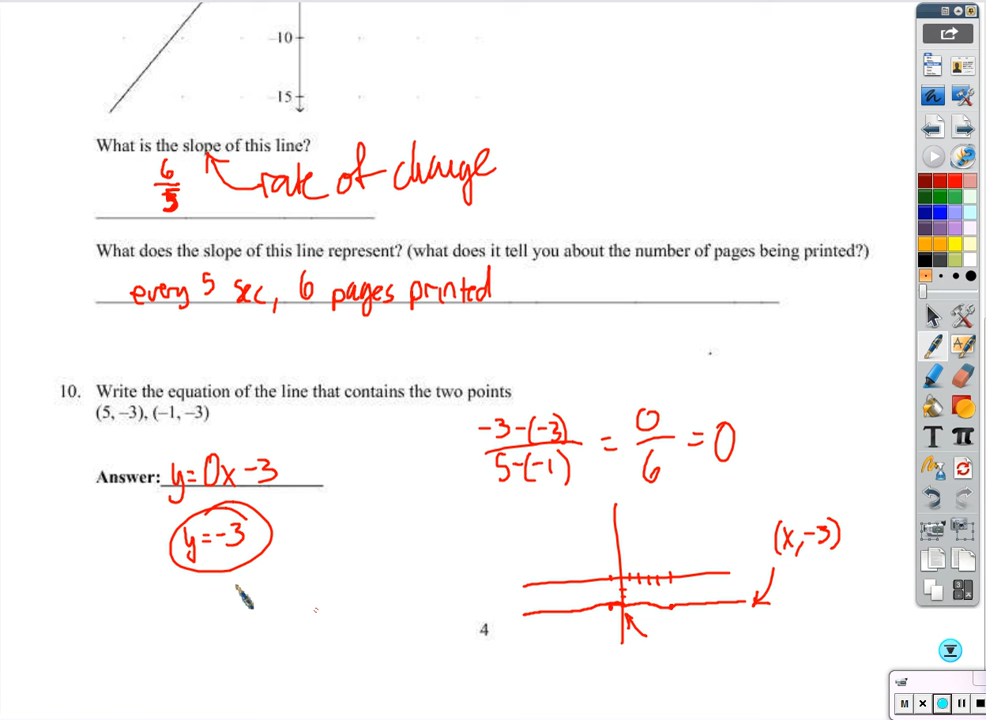 -10
-15
What is the slope of this line?
6/5 rate of change
What does the slope of this line represent? (what does it tell you about the number of pages being printed?)
every 5 sec, 6 pages printed
10. Write the equation of the line that contains the two points
(5, –3), (–1, –3)
-3-(-3)/5-(-1) = 0/6 = 0
Answer: y=0x-3
y=-3
(x,-3)
4
T π
M